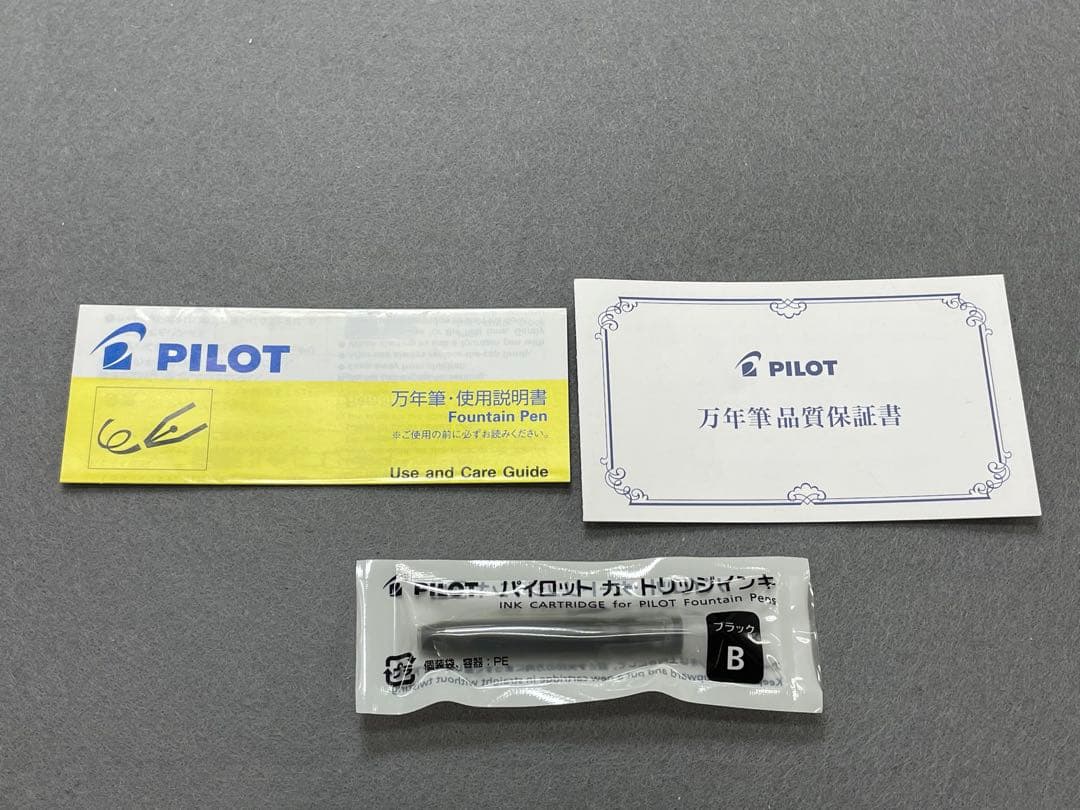 PILOT
万年筆・使用説明書
Fountain Pen
※ご使用の前に必ずお読みください。
Use and Care Guide
PILOT
万年筆 品質保証書
PILOT パイロット カートリッジインキ
INK CARTRIDGE for PILOT Fountain Pens
ブラック
B
個装袋、容器:PE